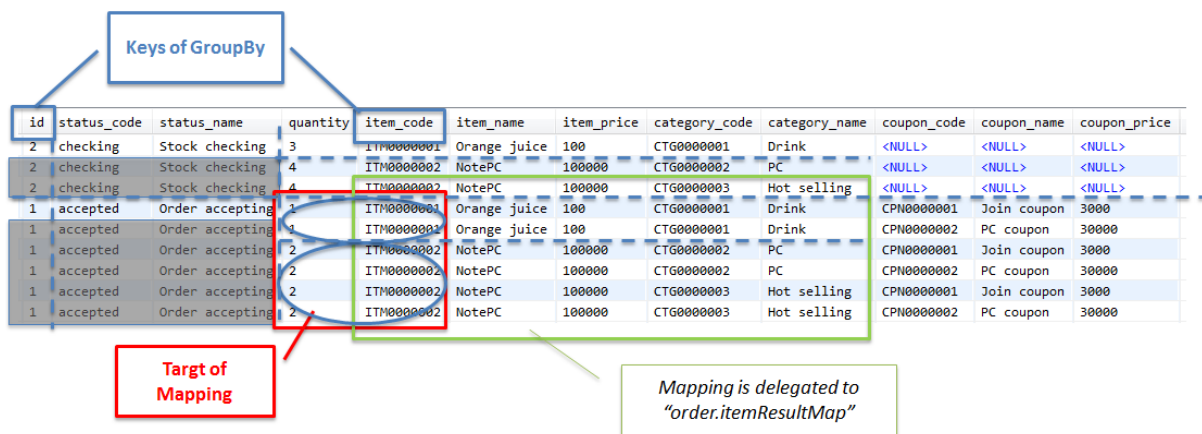 Keys of GroupBy
id status_code status_name quantity item_code item_name item_price category_code category_name coupon_code coupon_name coupon_price
2 checking Stock checking 3 ITM0000001 Orange juice 100 CTG0000001 Drink <NULL> <NULL> <NULL>
2 checking Stock checking 4 ITM0000002 NotePC 100000 CTG0000002 PC <NULL> <NULL> <NULL>
2 checking Stock checking 4 ITM0000002 NotePC 100000 CTG0000003 Hot selling <NULL> <NULL> <NULL>
1 accepted Order accepting 1 ITM0000001 Orange juice 100 CTG0000001 Drink CPN0000001 Join coupon 3000
1 accepted Order accepting 1 ITM0000001 Orange juice 100 CTG0000001 Drink CPN0000002 PC coupon 30000
1 accepted Order accepting 2 ITM0000002 NotePC 100000 CTG0000002 PC CPN0000001 Join coupon 3000
1 accepted Order accepting 2 ITM0000002 NotePC 100000 CTG0000002 PC CPN0000002 PC coupon 30000
1 accepted Order accepting 2 ITM0000002 NotePC 100000 CTG0000003 Hot selling CPN0000001 Join coupon 3000
1 accepted Order accepting 2 ITM0000002 NotePC 100000 CTG0000003 Hot selling CPN0000002 PC coupon 30000
Targt of
Mapping
Mapping is delegated to
“order.itemResultMap”